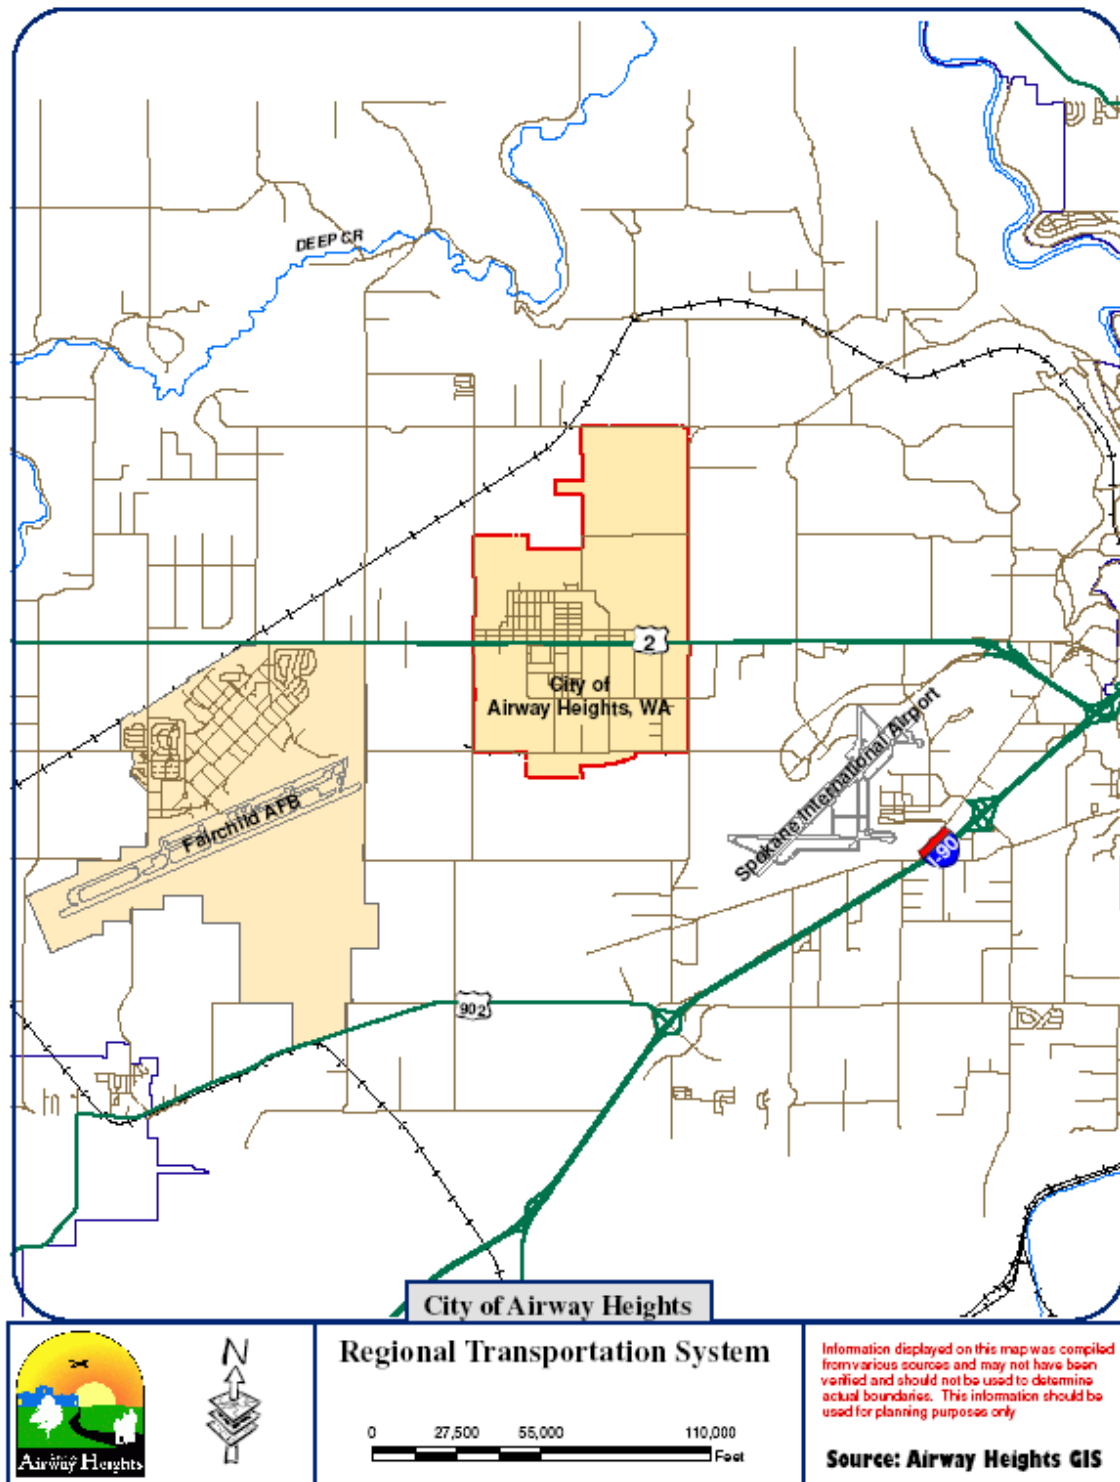 DEEP CR
2
City of
Airway Heights, WA
Spokane International Airport
Fairchild AFB
I-90
902
City of Airway Heights
N
Regional Transportation System
0 27,500 55,000 110,000
Feet
Airway Heights
Information displayed on this map was compiled
from various sources and may not have been
verified and should not be used to determine
actual boundaries. This information should be
used for planning purposes only
Source: Airway Heights GIS